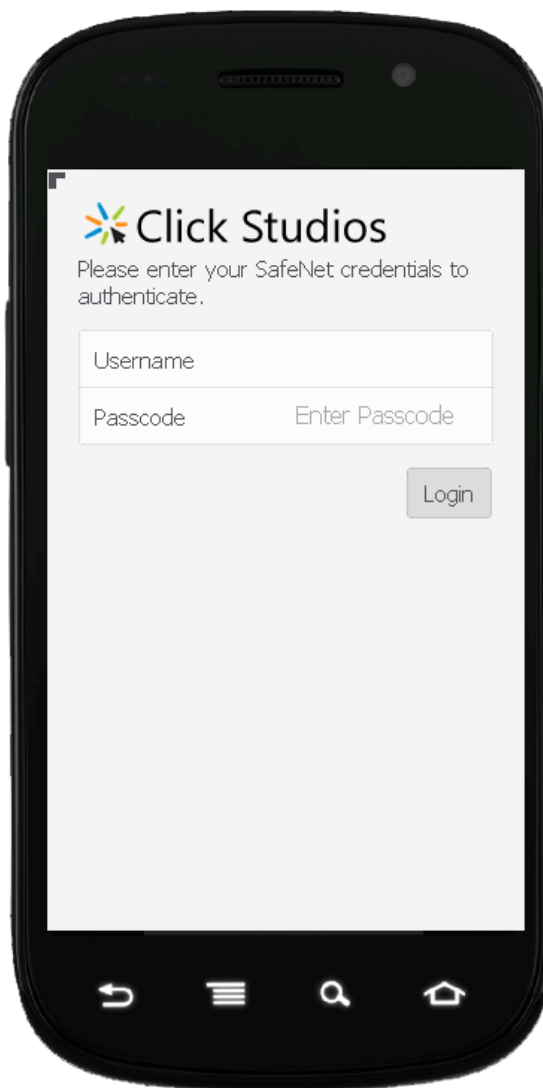 Click Studios
Please enter your SafeNet credentials to
authenticate.
Username
Passcode Enter Passcode
Login